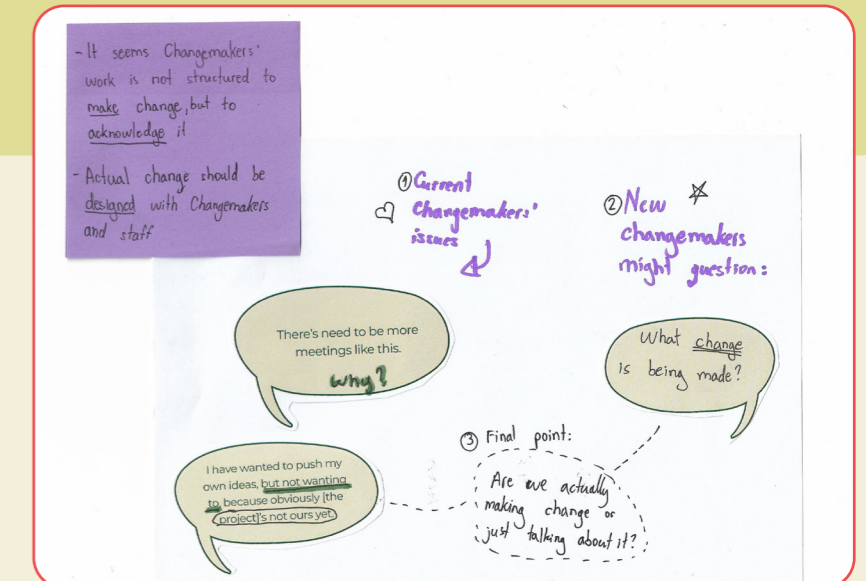 - It seems Changemakers'
work is not structured to
make change, but to
acknowledge it
- Actual change should be
designed with Changemakers
and staff
① Current
Changemakers'
issues
② New
changemakers
might question:
There's need to be more
meetings like this.
Why?
What change
is being made?
I have wanted to push my
own ideas, but not wanting
to, because obviously [the
project]'s not ours yet.
③ Final point:
Are we actually
making change or
just talking about it?